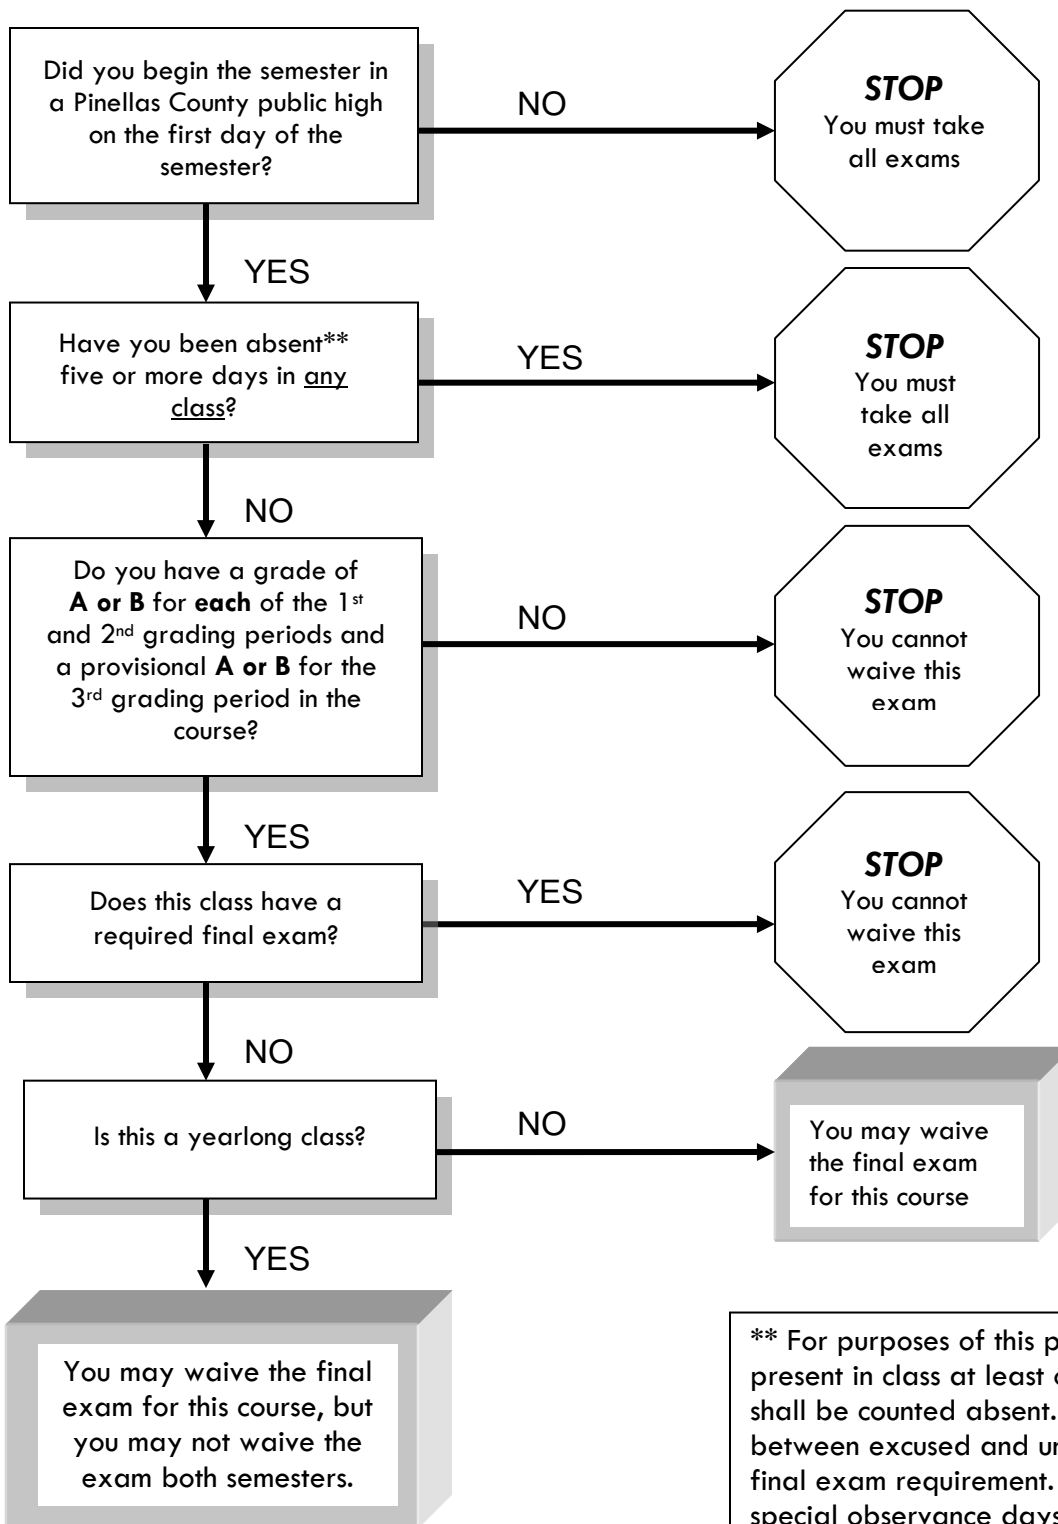 Did you begin the semester in
a Pinellas County public high
on the first day of the
semester?
NO
STOP
You must take
all exams
YES
Have you been absent**
five or more days in any
class?
YES
STOP
You must
take all
exams
NO
Do you have a grade of
A or B for each of the 1st
and 2nd grading periods and
a provisional A or B for the
3rd grading period in the
course?
NO
STOP
You cannot
waive this
exam
YES
Does this class have a
required final exam?
YES
STOP
You cannot
waive this
exam
NO
Is this a yearlong class?
NO
You may waive
the final exam
for this course
YES
You may waive the final
exam for this course, but
you may not waive the
exam both semesters.
** For purposes of this p
present in class at least
shall be counted absent.
between excused and un
final exam requirement.
special observance days